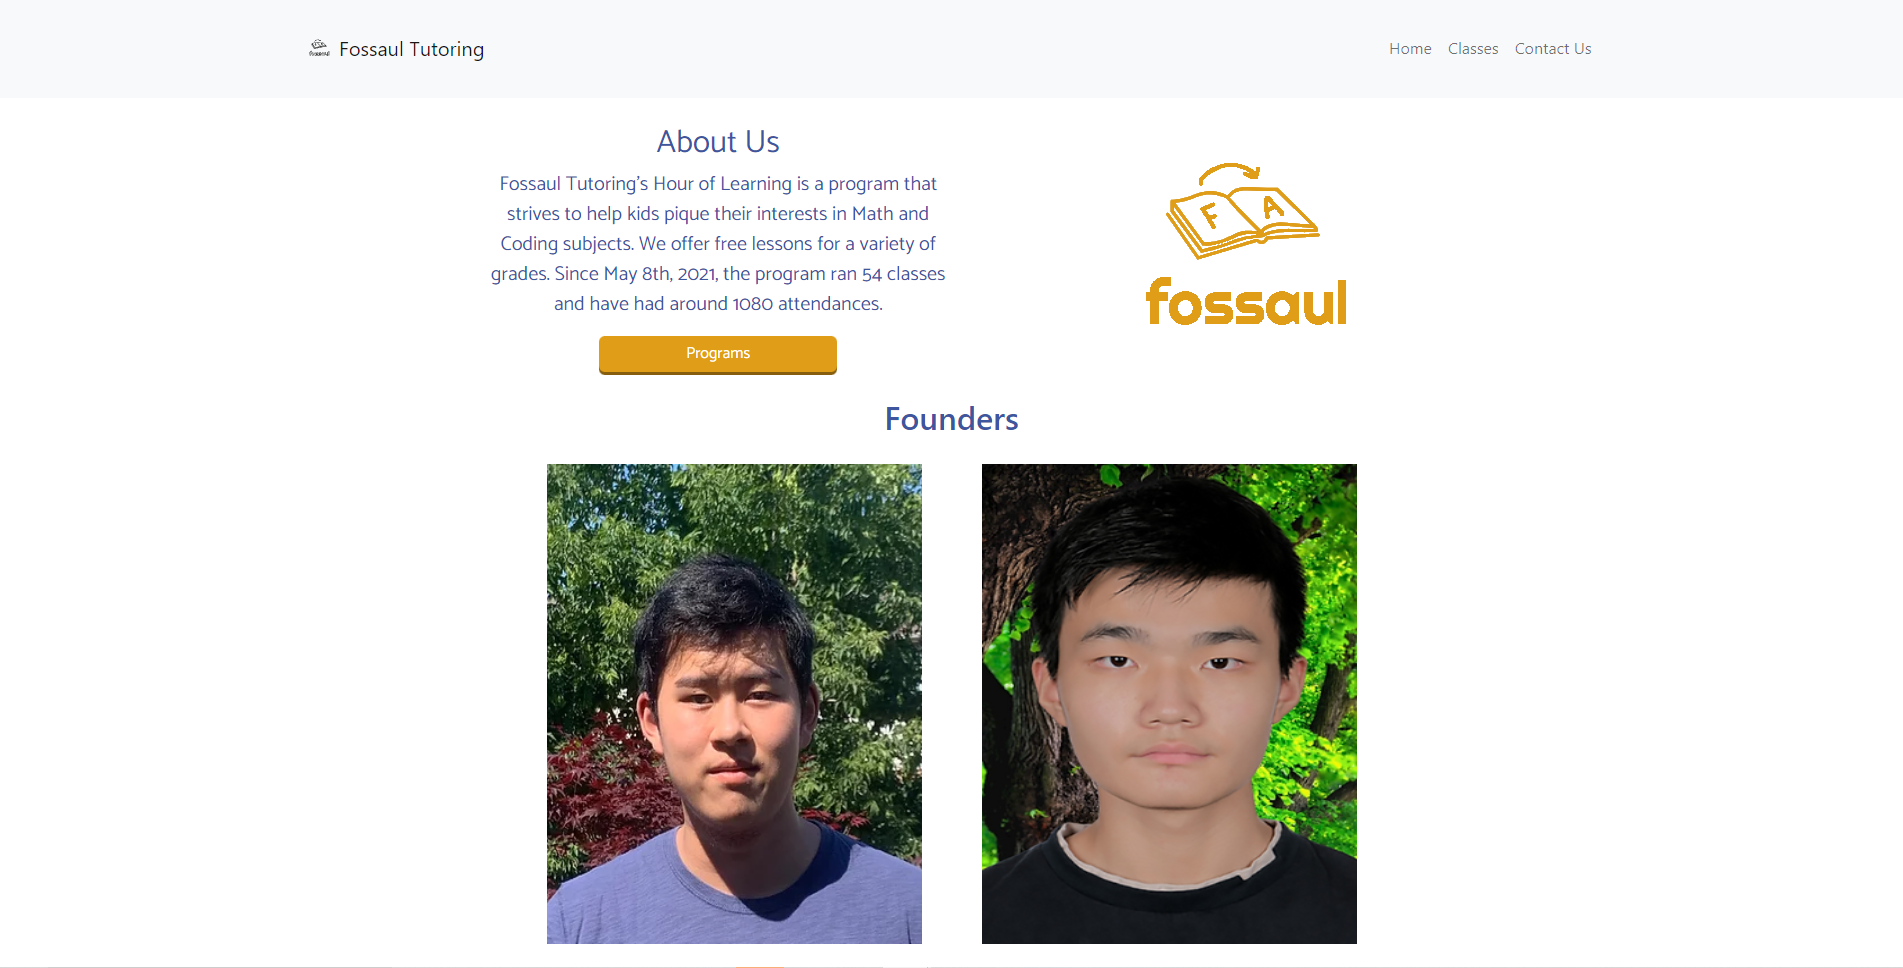 Fossaul Tutoring
Home Classes Contact Us
About Us
Fossaul Tutoring's Hour of Learning is a program that
strives to help kids pique their interests in Math and
Coding subjects. We offer free lessons for a variety of
grades. Since May 8th, 2021, the program ran 54 classes
and have had around 1080 attendances.
Programs
F A
fossaul
Founders